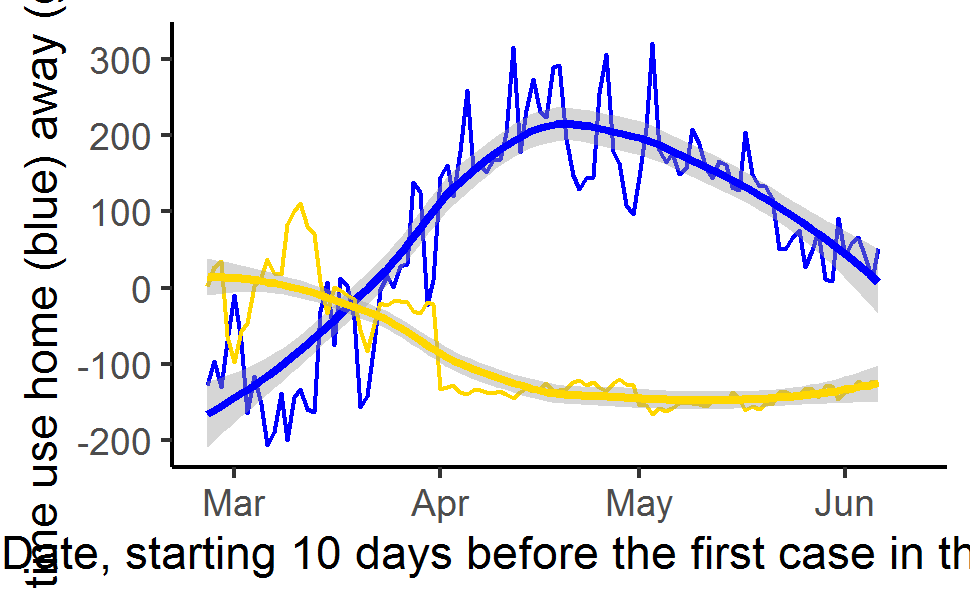 time use home (blue) away (
300
200
100
0
-100
-200
Mar Apr May Jun
Date, starting 10 days before the first case in th